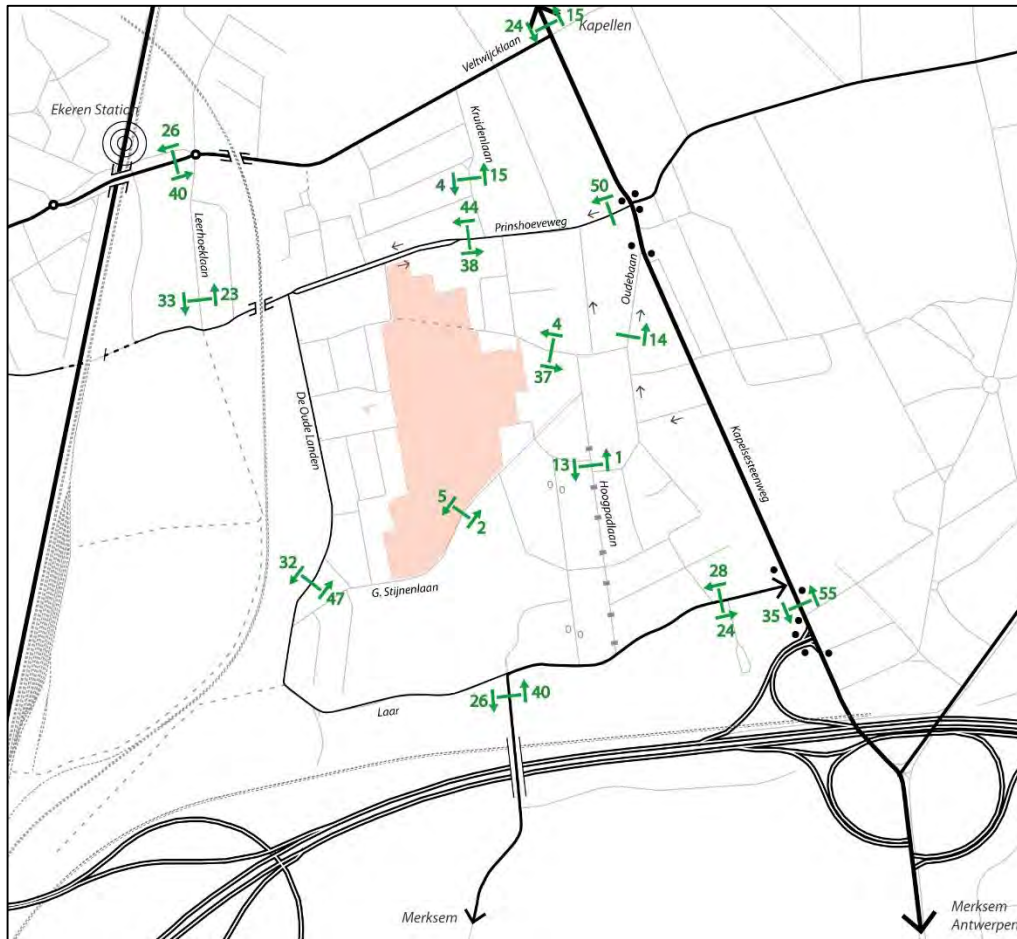 24
15
Kapellen
Veltwijcklaan
Ekeren Station
26
40
Kruidenlaan
4
15
50
44
Prinshoeveweg
38
Leerhoeklaan
33
23
Oudebaan
4
14
37
De Oude Landen
Kapelsesteenweg
13
1
Hoogpadlaan
5
2
32
47
G. Stijnenlaan
28
24
35
55
26
40
Laar
Merksem
Merksem
Antwerpen